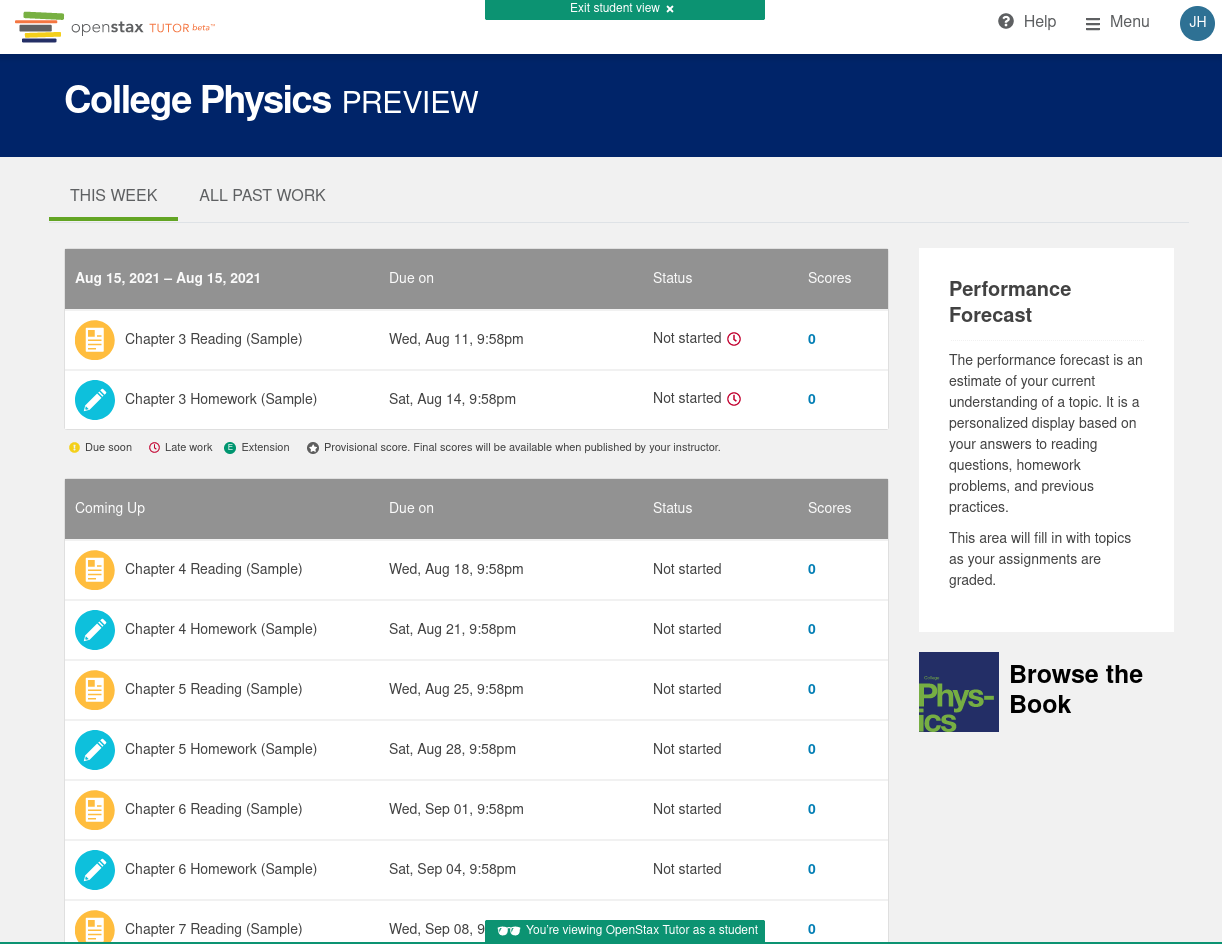 Exit student view ×
openstax TUTOR beta™
Help
Menu
JH
College Physics PREVIEW
THIS WEEK
ALL PAST WORK
Aug 15, 2021 – Aug 15, 2021 Due on Status Scores
Chapter 3 Reading (Sample) Wed, Aug 11, 9:58pm Not started 0
Chapter 3 Homework (Sample) Sat, Aug 14, 9:58pm Not started 0
! Due soon Late work E Extension Provisional score. Final scores will be available when published by your instructor.
Coming Up Due on Status Scores
Chapter 4 Reading (Sample) Wed, Aug 18, 9:58pm Not started 0
Chapter 4 Homework (Sample) Sat, Aug 21, 9:58pm Not started 0
Chapter 5 Reading (Sample) Wed, Aug 25, 9:58pm Not started 0
Chapter 5 Homework (Sample) Sat, Aug 28, 9:58pm Not started 0
Chapter 6 Reading (Sample) Wed, Sep 01, 9:58pm Not started 0
Chapter 6 Homework (Sample) Sat, Sep 04, 9:58pm Not started 0
Chapter 7 Reading (Sample) Wed, Sep 08, 9 0
You're viewing OpenStax Tutor as a student
Performance
Forecast
The performance forecast is an
estimate of your current
understanding of a topic. It is a
personalized display based on
your answers to reading
questions, homework
problems, and previous
practices.
This area will fill in with topics
as your assignments are
graded.
College
Phys-
ics
Browse the
Book